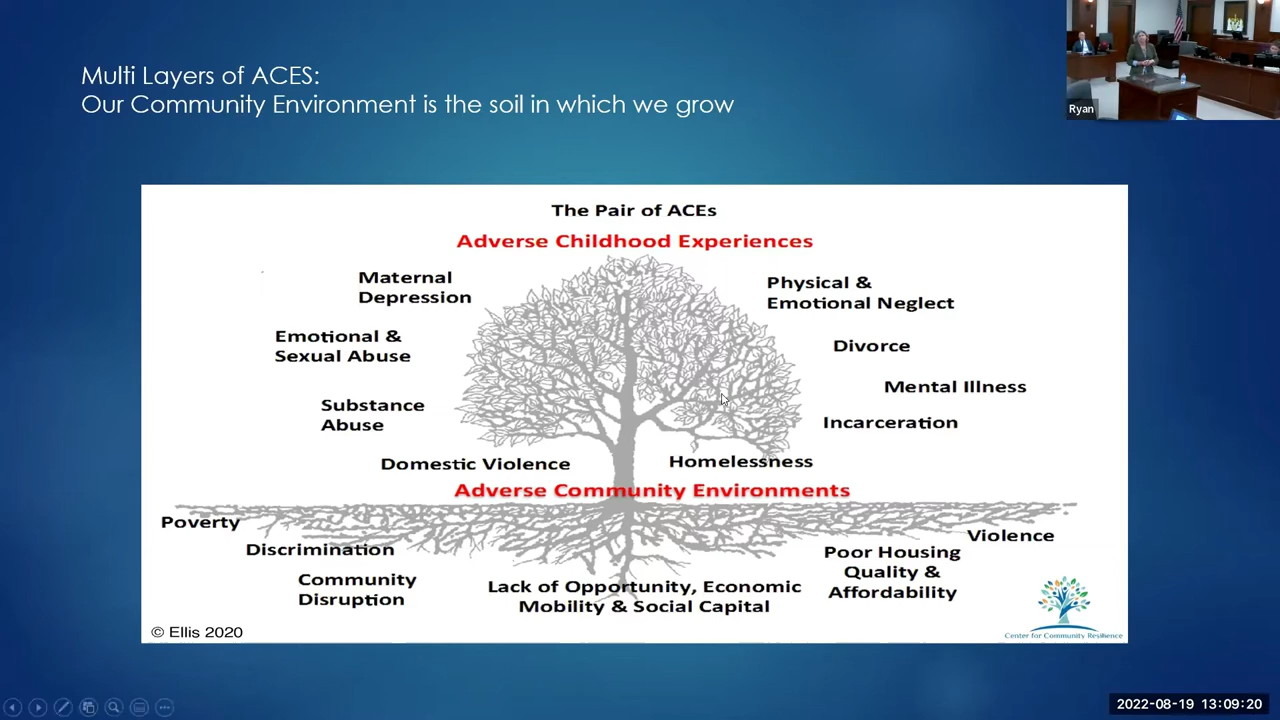 Multi Layers of ACES:
Our Community Environment is the soil in which we grow
Ryan
The Pair of ACEs
Adverse Childhood Experiences
Maternal
Depression
Physical &
Emotional Neglect
Emotional &
Sexual Abuse
Divorce
Mental Illness
Substance
Abuse
Incarceration
Domestic Violence
Homelessness
Adverse Community Environments
Poverty
Violence
Discrimination
Poor Housing
Quality &
Affordability
Community
Disruption
Lack of Opportunity, Economic
Mobility & Social Capital
© Ellis 2020
Center for Community Resilience
2022-08-19 13:09:20